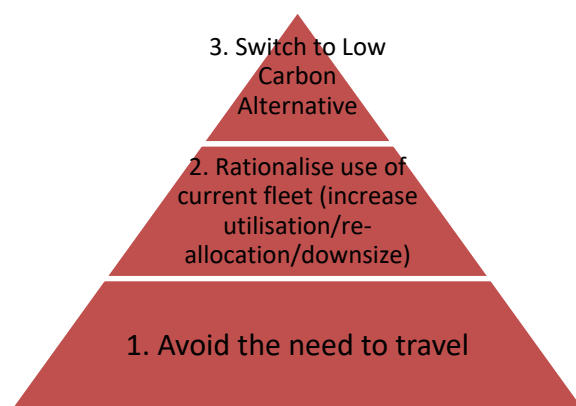 3. Switch to Low
Carbon
Alternative
2. Rationalise use of
current fleet (increase
utilisation/re-
allocation/downsize)
1. Avoid the need to travel